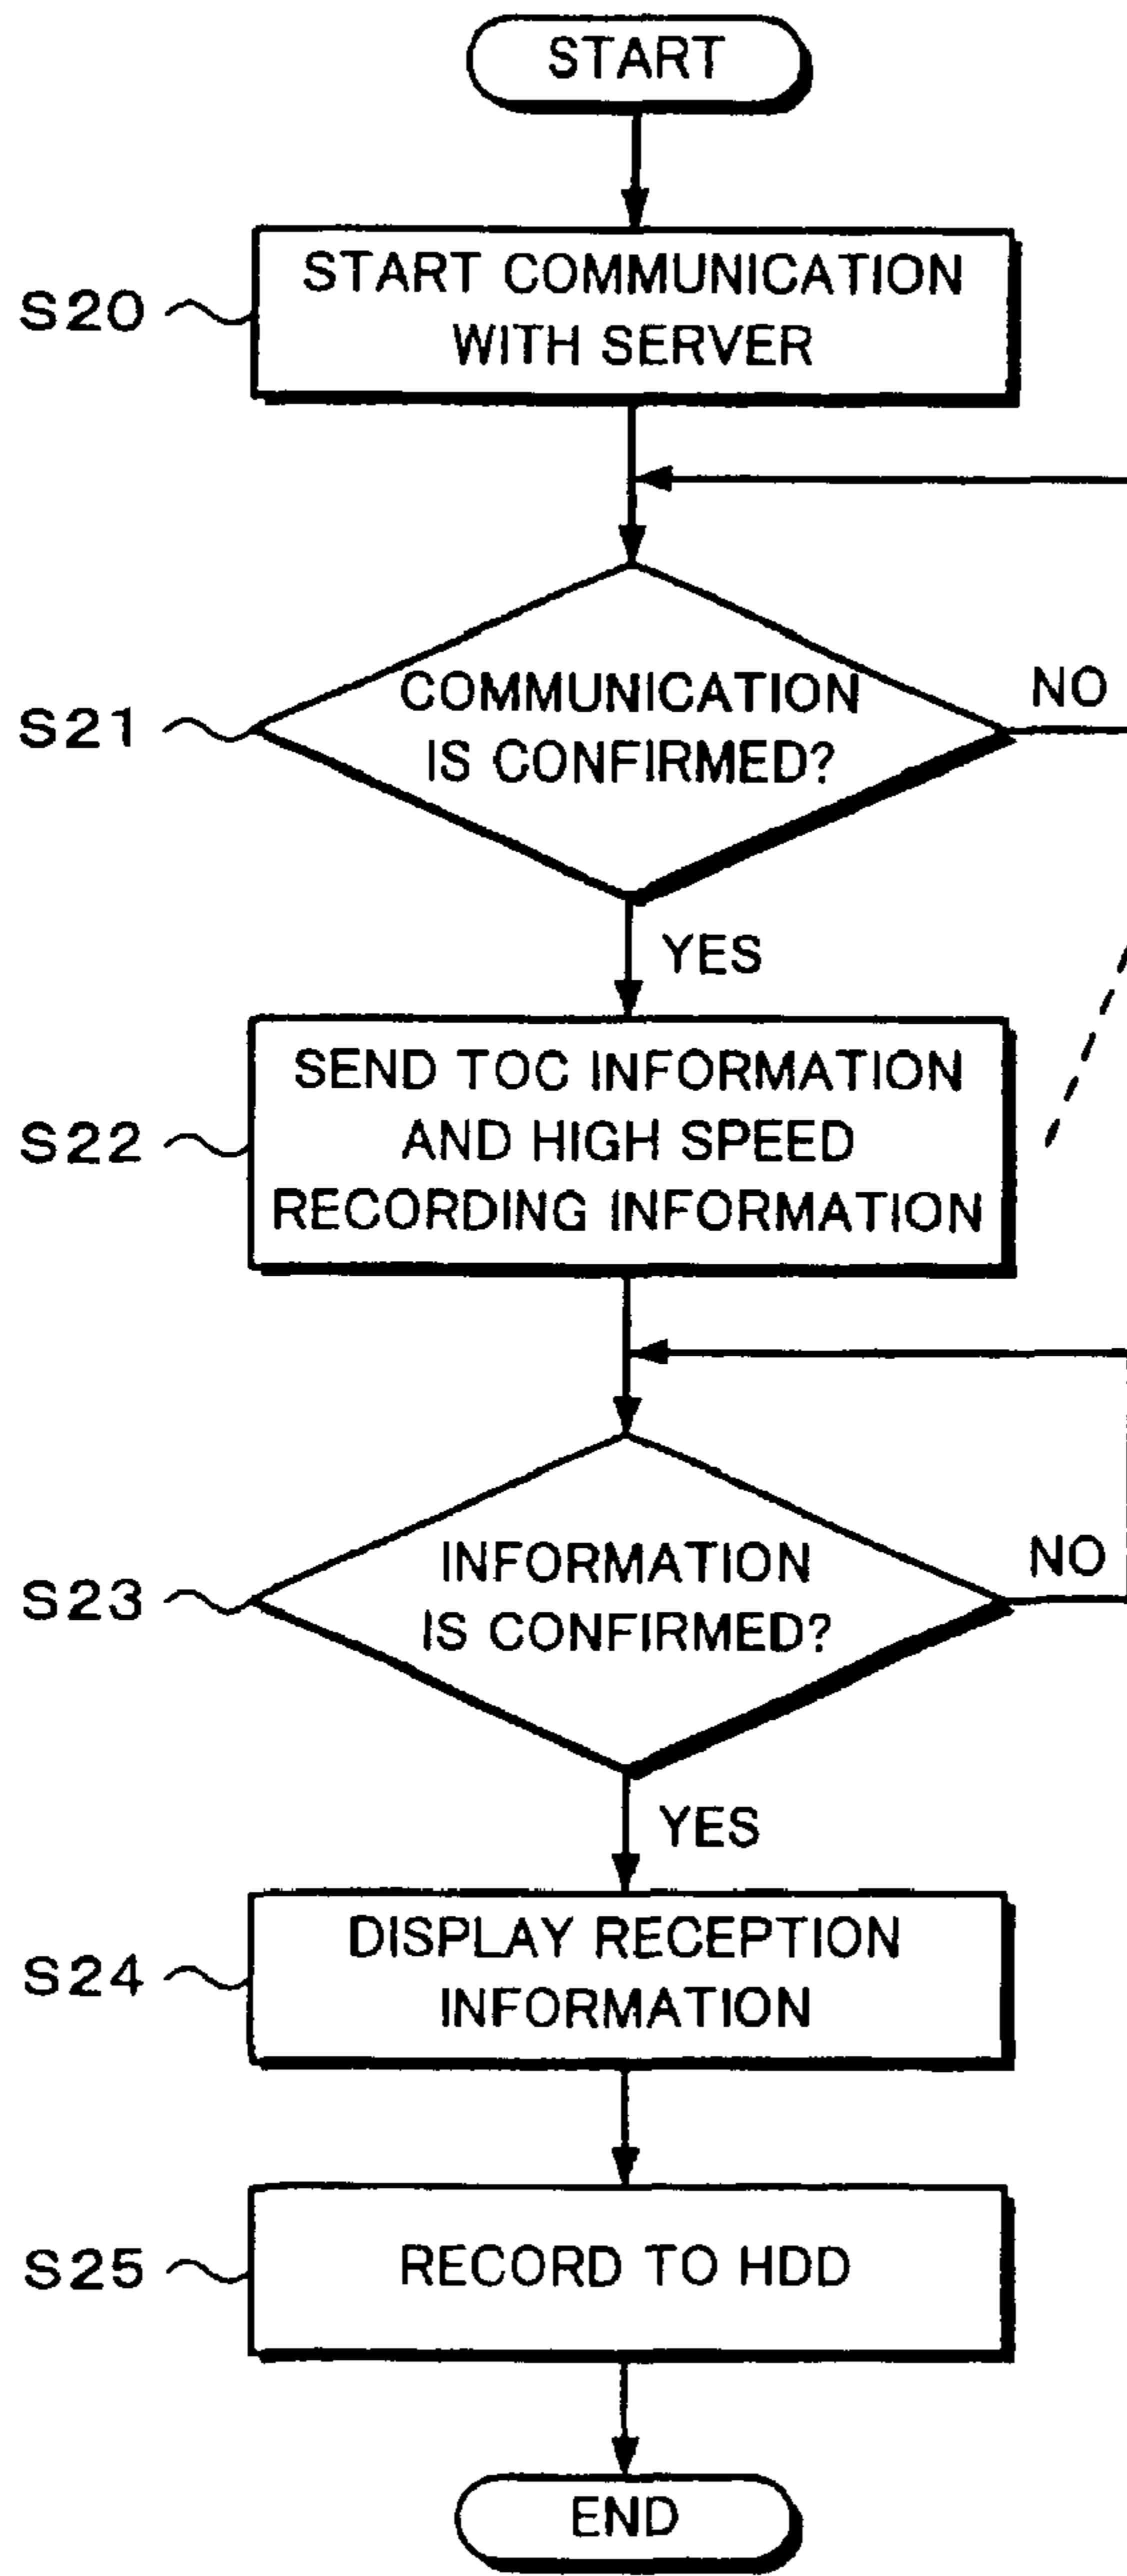 START
START COMMUNICATION
WITH SERVER
S20
COMMUNICATION
IS CONFIRMED?
S21
NO
YES
SEND TOC INFORMATION
AND HIGH SPEED
RECORDING INFORMATION
S22
INFORMATION
IS CONFIRMED?
S23
NO
YES
DISPLAY RECEPTION
INFORMATION
S24
RECORD TO HDD
S25
END